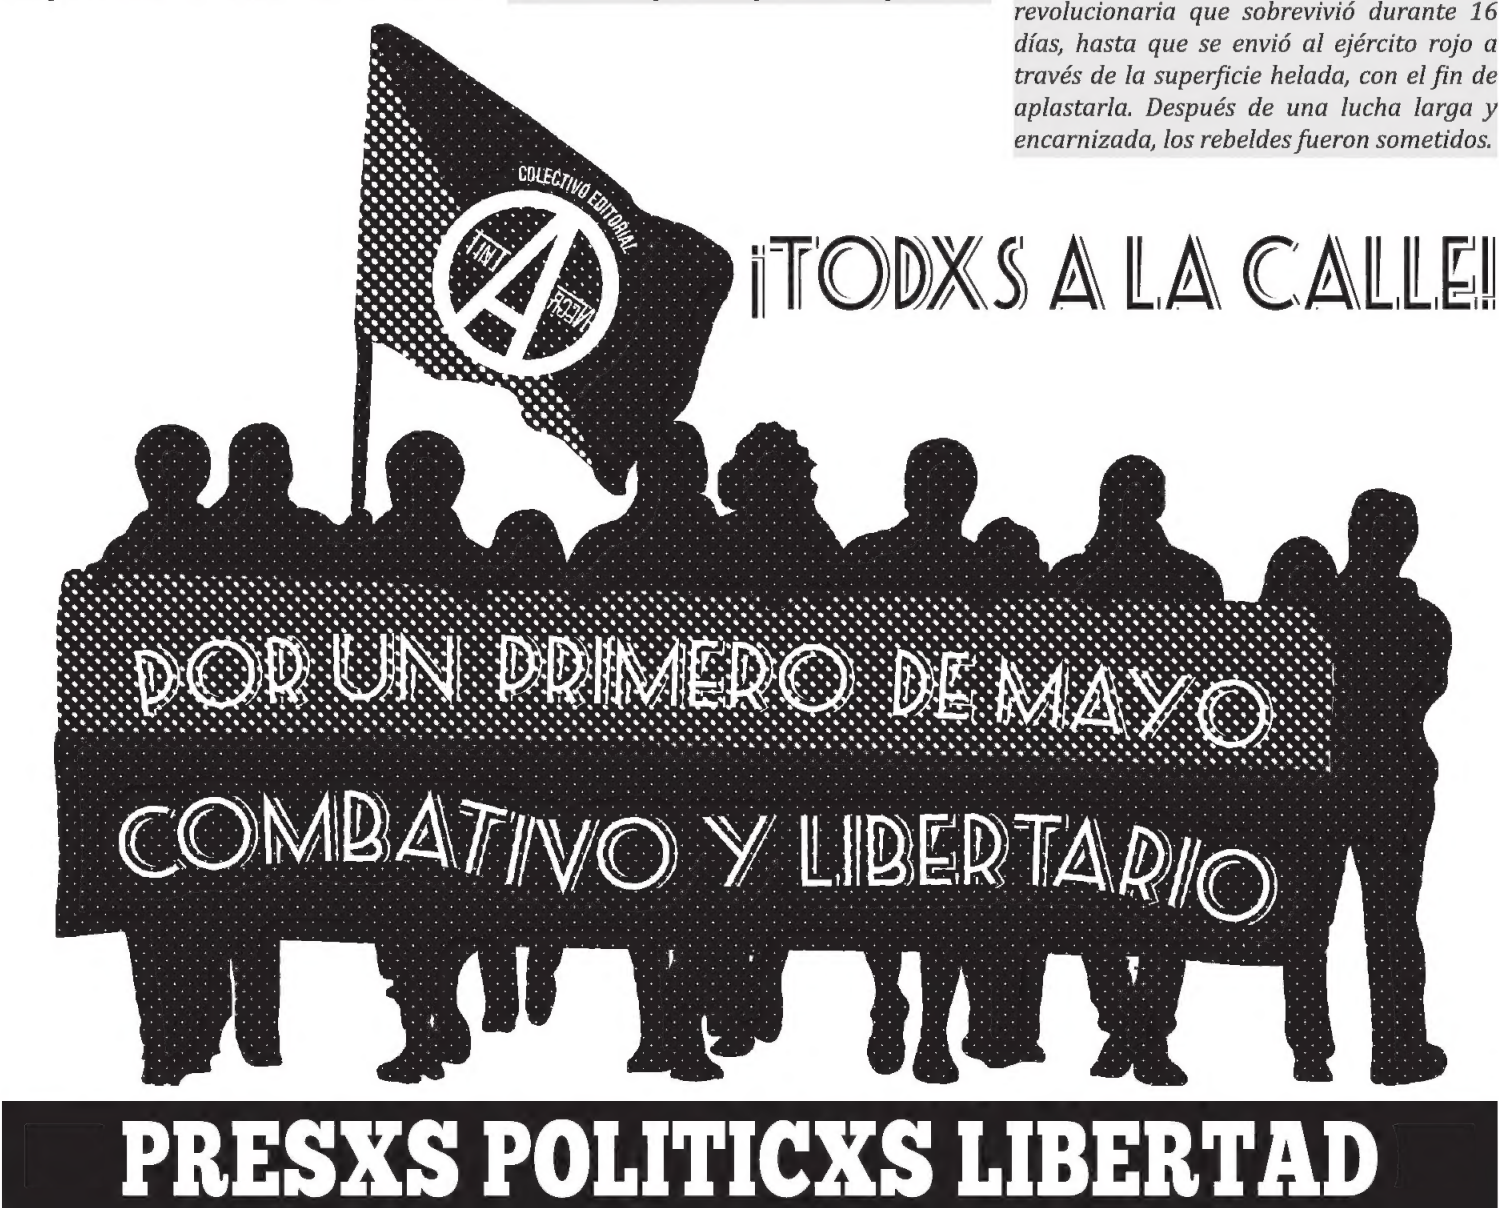 revolucionaria que sobrevivió durante 16
días, hasta que se envió al ejército rojo a
través de la superficie helada, con el fin de
aplastarla. Después de una lucha larga y
encarnizada, los rebeldes fueron sometidos.
COLECTIVO EDITORIAL
A
¡TODXS A LA CALLE!
POR UN PRIMERO DE MAYO
COMBATIVO Y LIBERTARIO
PRESXS POLITICXS LIBERTAD